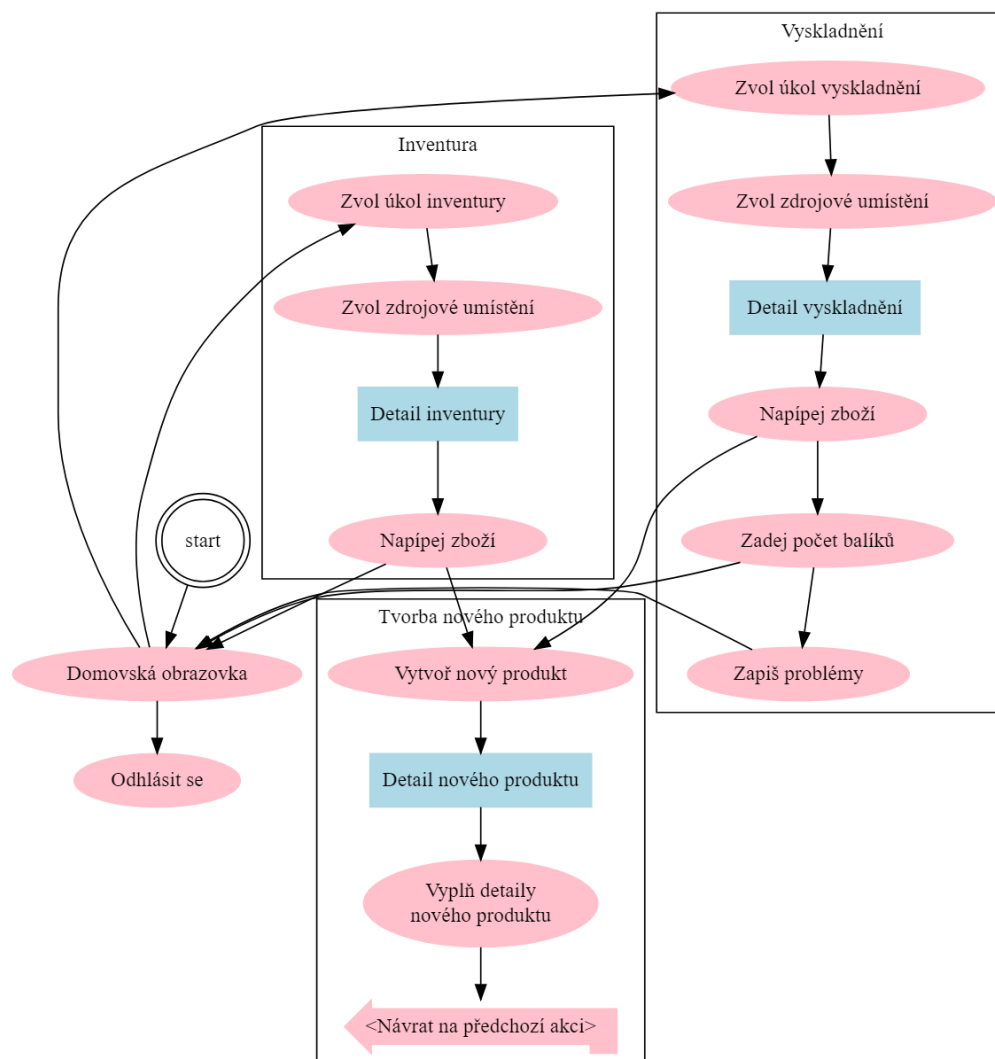 Vyskladnění
Zvol úkol vyskladnění
Zvol zdrojové umístění
Detail vyskladnění
Napípej zboží
Zadej počet balíků
Zapiš problémy
Inventura
Zvol úkol inventury
Zvol zdrojové umístění
Detail inventury
Napípej zboží
start
Domovská obrazovka
Odhlásit se
Tvorba nového produktu
Vytvoř nový produkt
Detail nového produktu
Vyplň detaily
nového produktu
<Návrat na předchozí akci>